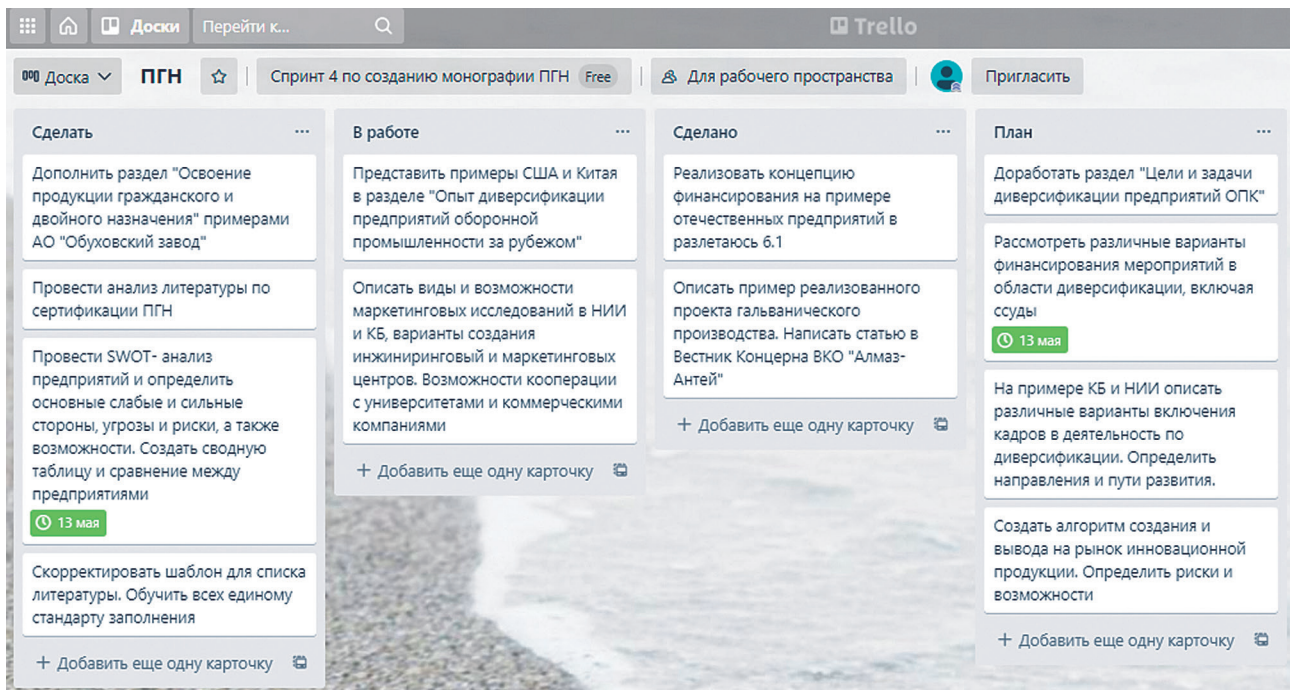 Доски
Перейти к...
Trello
Доска
ПГН
Спринт 4 по созданию монографии ПГН
Free
Для рабочего пространства
Пригласить
Сделать
Дополнить раздел "Освоение
продукции гражданского и
двойного назначения" примерами
АО "Обуховский завод"
Провести анализ литературы по
сертификации ПГН
Провести SWOT- анализ
предприятий и определить
основные слабые и сильные
стороны, угрозы и риски, а также
возможности. Создать сводную
таблицу и сравнение между
предприятиями
13 мая
Скорректировать шаблон для списка
литературы. Обучить всех единому
стандарту заполнения
+ Добавить еще одну карточку
В работе
Представить примеры США и Китая
в разделе "Опыт диверсификации
предприятий оборонной
промышленности за рубежом"
Описать виды и возможности
маркетинговых исследований в НИИ
и КБ, варианты создания
инжиниринговый и маркетинговых
центров. Возможности кооперации
с университетами и коммерческими
компаниями
+ Добавить еще одну карточку
Сделано
Реализовать концепцию
финансирования на примере
отечественных предприятий в
разлетаюсь 6.1
Описать пример реализованного
проекта гальванического
производства. Написать статью в
Вестник Концерна ВКО "Алмаз-
Антей"
+ Добавить еще одну карточку
План
Доработать раздел "Цели и задачи
диверсификации предприятий ОПК"
Рассмотреть различные варианты
финансирования мероприятий в
области диверсификации, включая
ссуды
13 мая
На примере КБ и НИИ описать
различные варианты включения
кадров в деятельность по
диверсификации. Определить
направления и пути развития.
Создать алгоритм создания и
вывода на рынок инновационной
продукции. Определить риски и
возможности
+ Добавить еще одну карточку